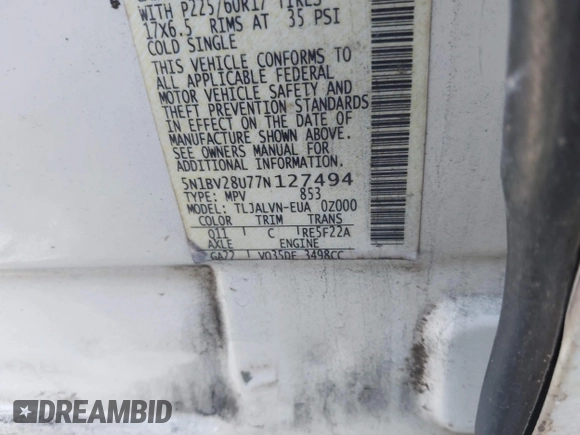 WITH P225/60R17 TIRES
17X6.5 RIMS AT 35 PSI
COLD SINGLE
THIS VEHICLE CONFORMS TO
ALL APPLICABLE FEDERAL
MOTOR VEHICLE SAFETY AND
THEFT PREVENTION STANDARDS
IN EFFECT ON THE DATE OF
MANUFACTURE SHOWN ABOVE.
SEE OWNERS MANUAL FOR
ADDITIONAL INFORMATION
5N1BV28U77N127494
TYPE: MPV 853
MODEL: TLJALVN-EUA 0Z000
COLOR TRIM TRANS
Q11 C RE5F22A
AXLE ENGINE
GA22 VQ35DE 3498CC
DREAMBID